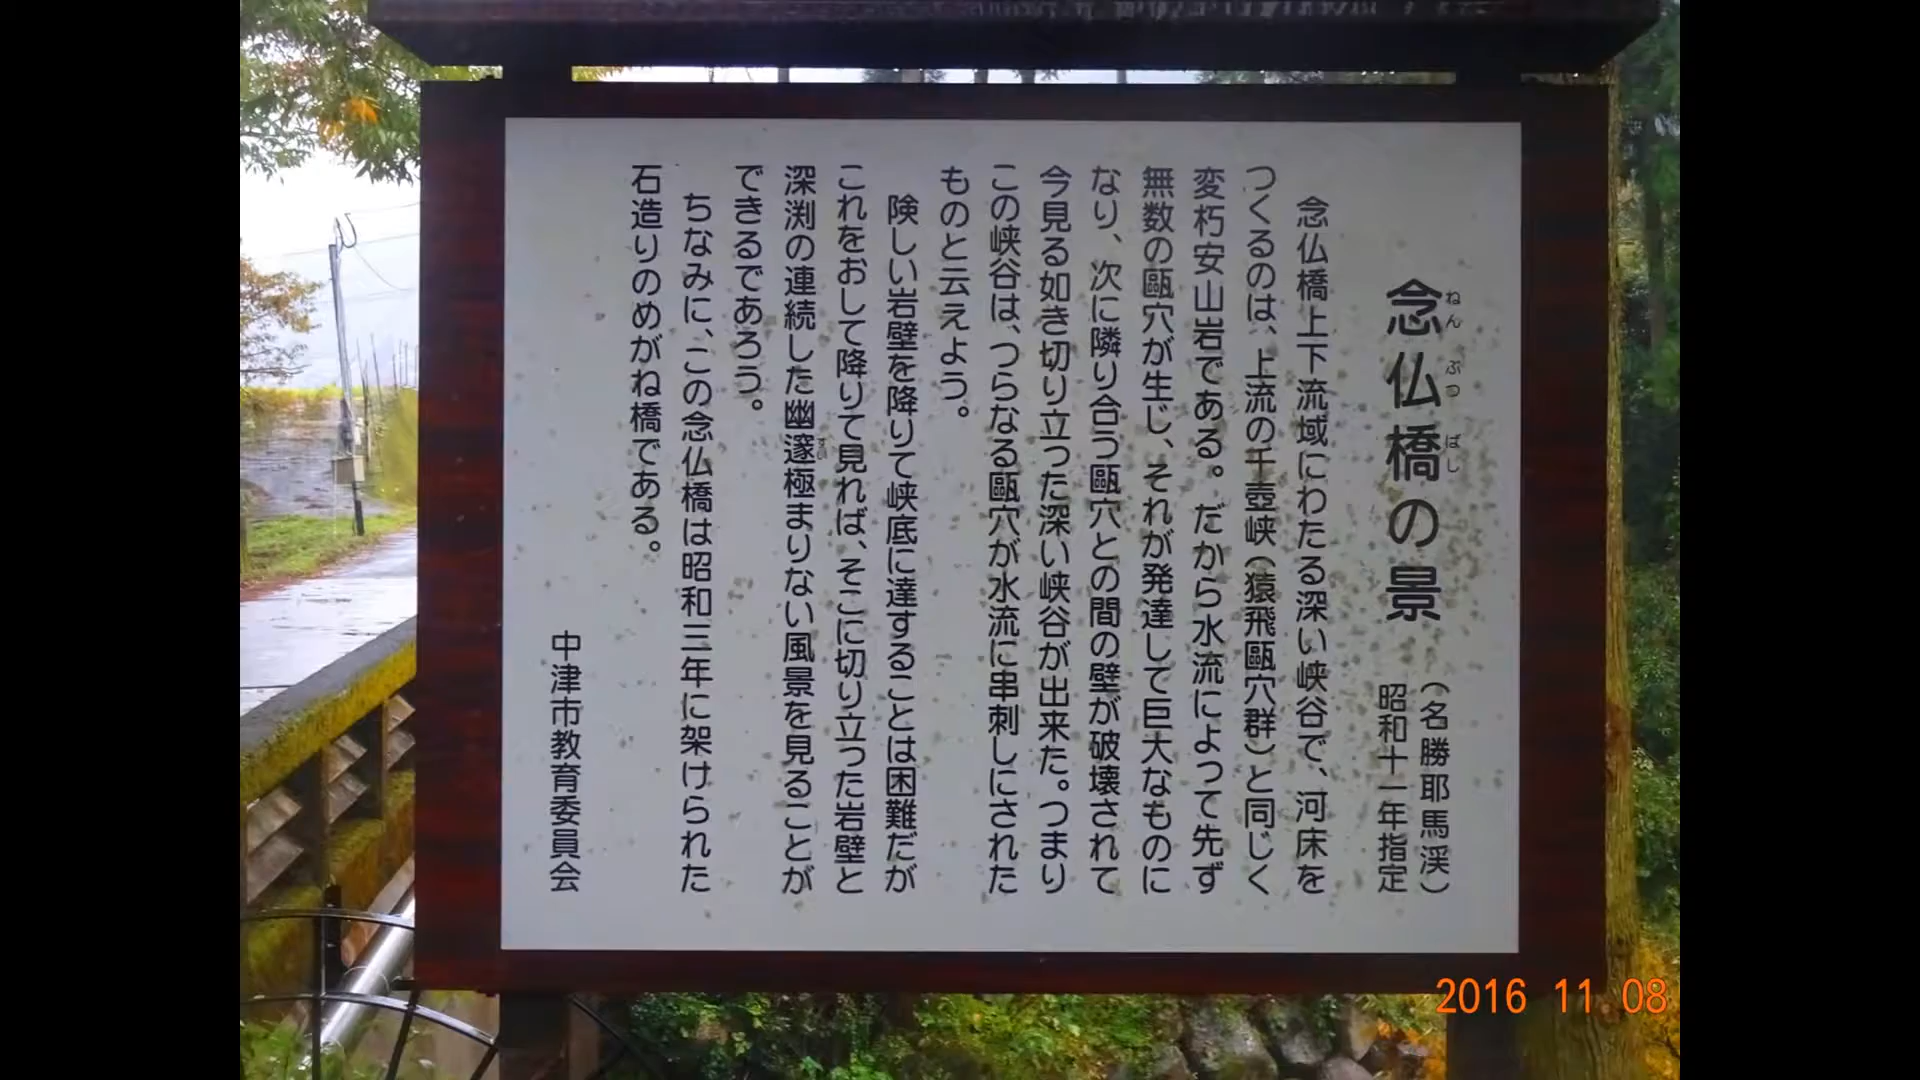 念仏橋の景
ねんぶつばし
(名勝耶馬渓)
昭和十一年指定
念仏橋上下流域にわたる深い峡谷で、河床を
つくるのは、上流の千壺峡(猿飛甌穴群)と同じく
変朽安山岩である。だから水流によって先ず
無数の甌穴が生じ、それが発達して巨大なものに
なり、次に隣り合う甌穴との間の壁が破壊されて
今見る如き切り立った深い峡谷が出来た。つまり
この峡谷は、つらなる甌穴が水流に串刺しにされた
ものと云えよう。
険しい岩壁を降りて峡底に達することは困難だが
これをおして降りて見れば、そこに切り立った岩壁と
深渕の連続した幽邃極まりない風景を見ることが
すい
できるであろう。
ちなみに、この念仏橋は昭和三年に架けられた
石造りのめがね橋である。
中津市教育委員会
2016 11 08